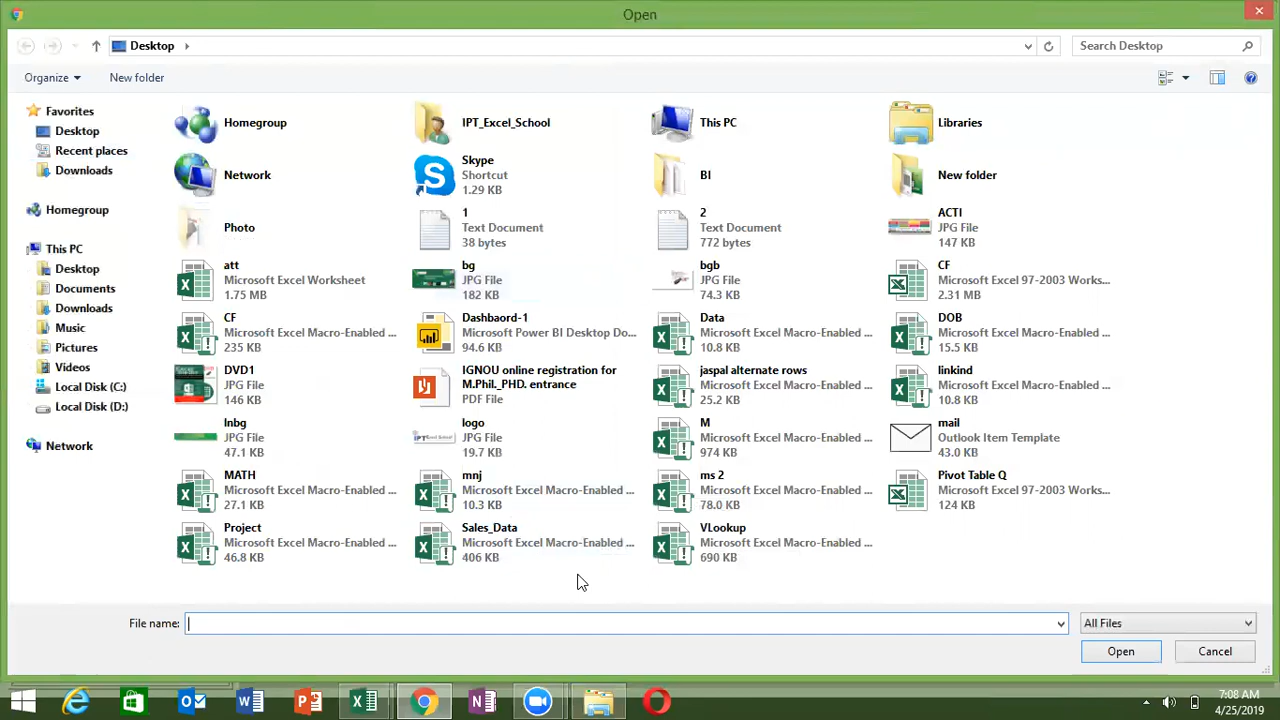 Open
Desktop
Search Desktop
Organize
New folder
Favorites
Desktop
Recent places
Downloads
Homegroup
This PC
Desktop
Documents
Downloads
Music
Pictures
Videos
Local Disk (C:)
Local Disk (D:)
Network
Homegroup
IPT_Excel_School
This PC
Libraries
Network
Skype
Shortcut
1.29 KB
BI
New folder
Photo
1
Text Document
38 bytes
2
Text Document
772 bytes
ACTI
JPG File
147 KB
att
Microsoft Excel Worksheet
1.75 MB
bg
JPG File
182 KB
bgb
JPG File
74.3 KB
CF
Microsoft Excel 97-2003 Works...
2.31 MB
CF
Microsoft Excel Macro-Enabled ...
235 KB
Dashbaord-1
Microsoft Power BI Desktop Do...
94.6 KB
Data
Microsoft Excel Macro-Enabled ...
10.8 KB
DOB
Microsoft Excel Macro-Enabled ...
15.5 KB
DVD1
JPG File
146 KB
IGNOU online registration for
M.Phil._PHD. entrance
PDF File
jaspal alternate rows
Microsoft Excel Macro-Enabled ...
25.2 KB
linkind
Microsoft Excel Macro-Enabled ...
10.8 KB
lnbg
JPG File
47.1 KB
logo
JPG File
19.7 KB
M
Microsoft Excel Macro-Enabled ...
974 KB
mail
Outlook Item Template
43.0 KB
MATH
Microsoft Excel Macro-Enabled ...
27.1 KB
mnj
Microsoft Excel Macro-Enabled ...
10.3 KB
ms 2
Microsoft Excel Macro-Enabled ...
78.0 KB
Pivot Table Q
Microsoft Excel 97-2003 Works...
124 KB
Project
Microsoft Excel Macro-Enabled ...
46.8 KB
Sales_Data
Microsoft Excel Macro-Enabled ...
406 KB
VLookup
Microsoft Excel Macro-Enabled ...
690 KB
File name:
All Files
Open
Cancel
7:08 AM
4/25/2019